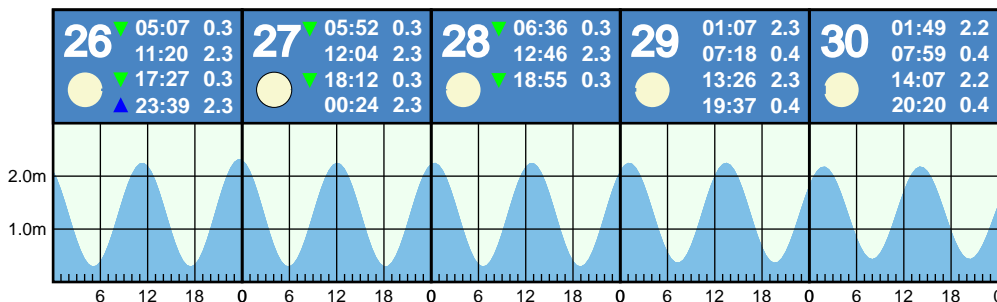 26 ▼ 05:07 0.3
11:20 2.3
▼ 17:27 0.3
▲ 23:39 2.3
27 ▼ 05:52 0.3
12:04 2.3
▼ 18:12 0.3
00:24 2.3
28 ▼ 06:36 0.3
12:46 2.3
▼ 18:55 0.3
29 01:07 2.3
07:18 0.4
13:26 2.3
19:37 0.4
30 01:49 2.2
07:59 0.4
14:07 2.2
20:20 0.4
2.0m
1.0m
6 12 18 0 6 12 18 0 6 12 18 0 6 12 18 0 6 12 18